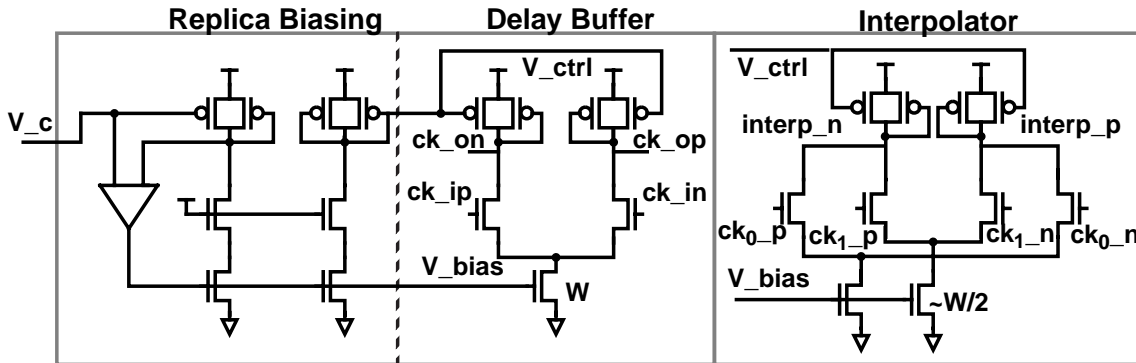 Replica Biasing
Delay Buffer
Interpolator
V_c
V_ctrl
ck_on
ck_op
ck_ip
ck_in
V_bias
W
V_ctrl
interp_n
interp_p
ck0_p
ck1_p
ck1_n
ck0_n
V_bias
~W/2